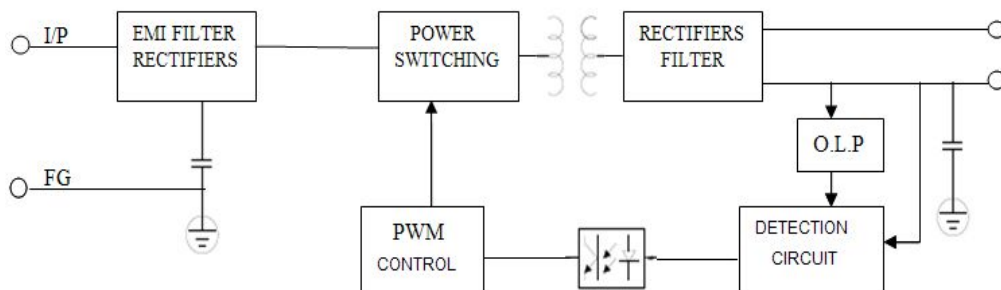 I/P
EMI FILTER
RECTIFIERS
POWER
SWITCHING
RECTIFIERS
FILTER
O.L.P
FG
PWM
CONTROL
DETECTION
CIRCUIT